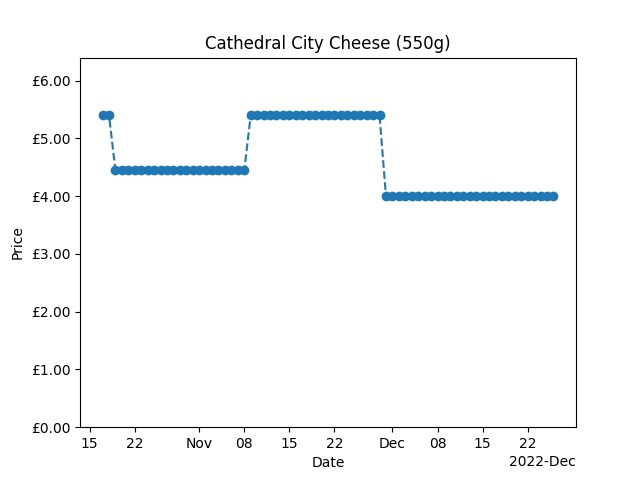 Cathedral City Cheese (550g)
£6.00
£5.00
£4.00
£3.00
£2.00
£1.00
£0.00
Price
15 22 Nov 08 15 22 Dec 08 15 22
Date
2022-Dec